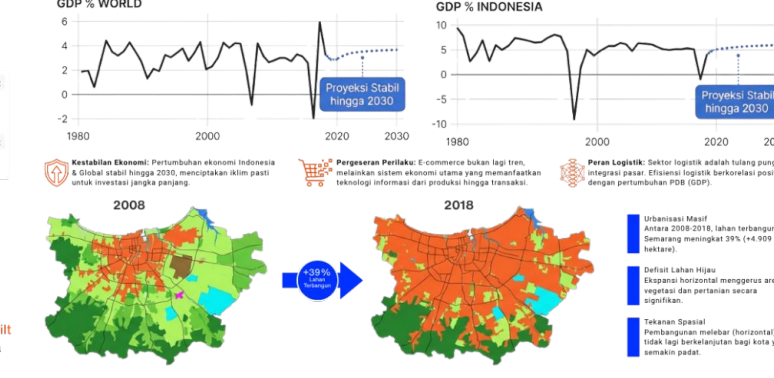 GDP % WORLD
6
4
2
0
-2
1980
2000
2020
2030
Proyeksi Stabil
hingga 2030
GDP % INDONESIA
10
5
0
-5
-10
1980
2000
2020
Proyeksi Stabil
hingga 2030
Kestabilan Ekonomi: Pertumbuhan ekonomi Indonesia
& Global stabil hingga 2030, menciptakan iklim pasti
untuk investasi jangka panjang.
Pergeseran Perilaku: E-commerce bukan lagi tren,
melainkan sistem ekonomi utama yang memanfaatkan
teknologi informasi dari produksi hingga transaksi.
Peran Logistik: Sektor logistik adalah tulang
integrasi pasar. Efisiensi logistik berkorelasi
dengan pertumbuhan PDB (GDP).
2008
+39%
Lahan
Terbangun
2018
Urbanisasi Masif
Antara 2008-2018, lahan
Semarang meningkat 39% (+4.909
hektare).
Defisit Lahan Hijau
Ekspansi horizontal menggerus
vegetasi dan pertanian secara
signifikan.
Tekanan Spasial
Pembangunan melebar (horizontal)
tidak lagi berkelanjutan bagi kota
semakin padat.